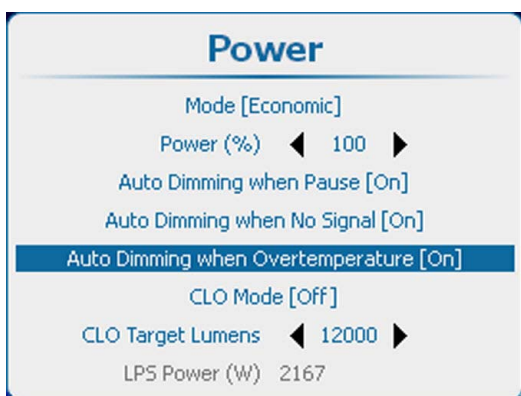 Power
Mode [Economic]
Power (%) 100
Auto Dimming when Pause [On]
Auto Dimming when No Signal [On]
Auto Dimming when Overtemperature [On]
CLO Mode [Off]
CLO Target Lumens 12000
LPS Power (W) 2167